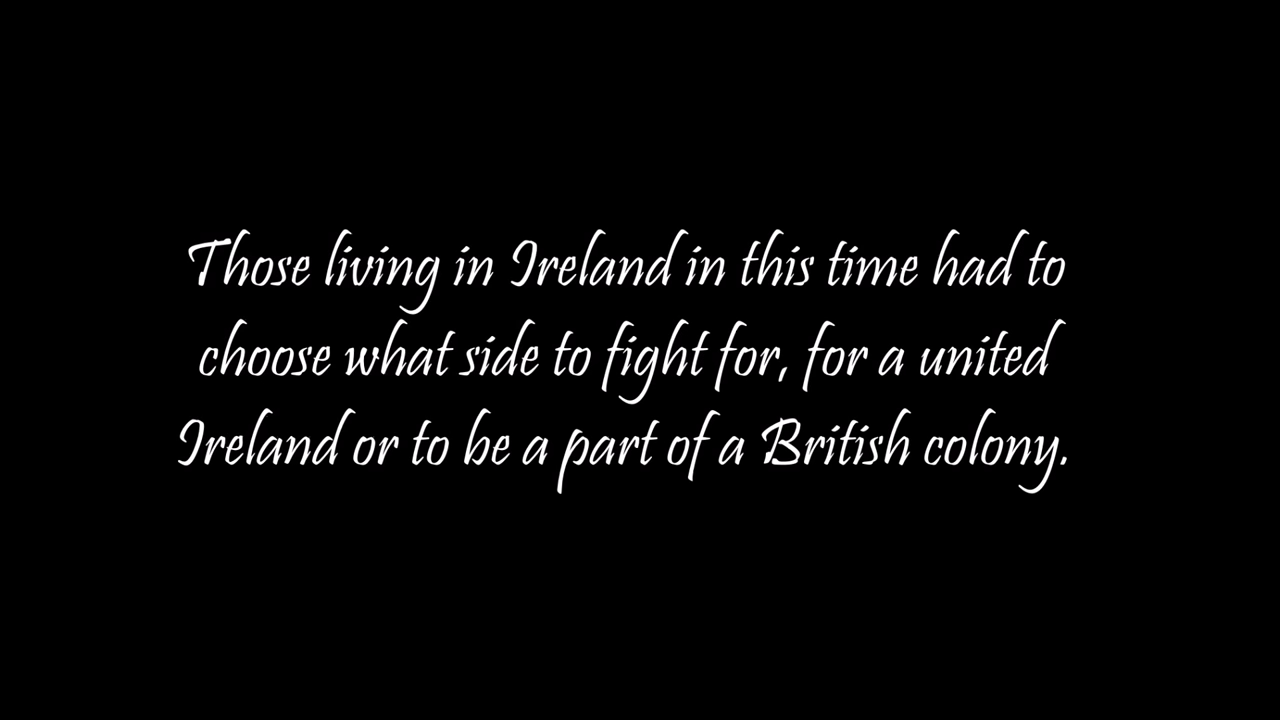 Those living in Ireland in this time had to
choose what side to fight for, for a united
Ireland or to be a part of a British colony.